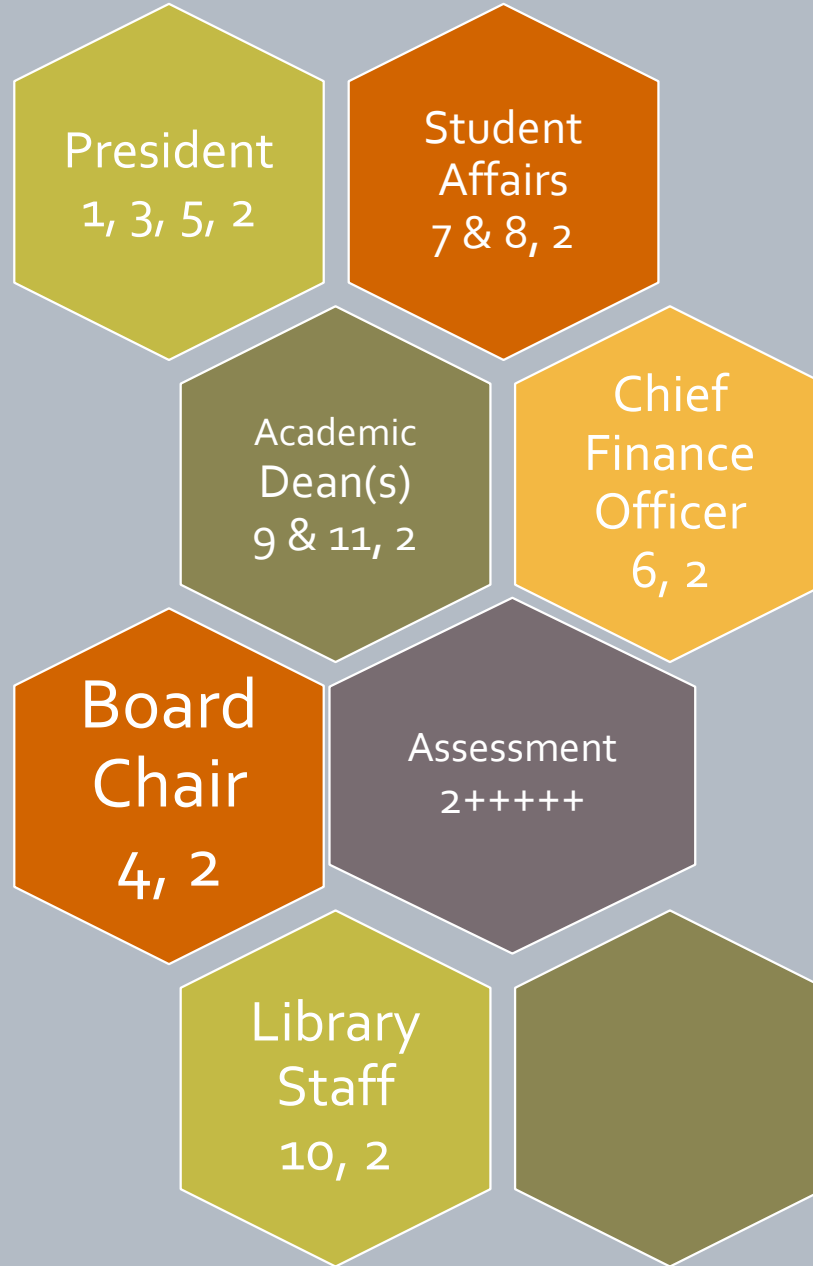 President
1, 3, 5, 2
Student
Affairs
7 & 8, 2
Academic
Dean(s)
9 & 11, 2
Chief
Finance
Officer
6, 2
Board
Chair
4, 2
Assessment
2+++++
Library
Staff
10, 2